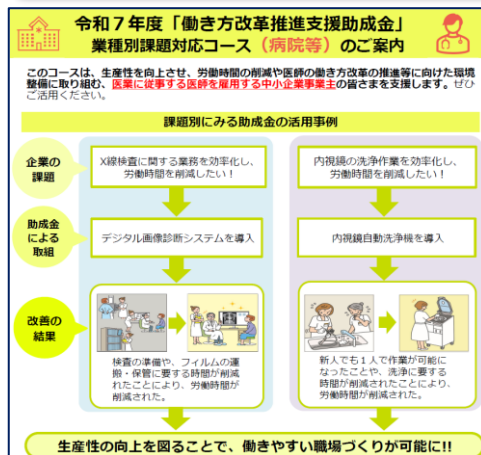 令和７年度「働き方改革推進支援助成金」
業種別課題対応コース（病院等）のご案内
このコースは、生産性を向上させ、労働時間の削減や医師の働き方改革の推進等に向けた環境
整備に取り組む、医業に従事する医師を雇用する中小企業事業主の皆さまを支援します。ぜひ
ご活用ください。
課題別にみる助成金の活用事例
企業の
課題
X線検査に関する業務を効率化し、
労働時間を削減したい！
内視鏡の洗浄作業を効率化し、
労働時間を削減したい！
助成金
による
取組
デジタル画像診断システムを導入
内視鏡自動洗浄機を導入
改善の
結果
検査の準備や、フィルムの運
搬・保管に要する時間が削減
されたことにより、労働時間が
削減された。
新人でも１人で作業が可能に
なったことや、洗浄に要する
時間が削減されたことにより、
労働時間が削減された。
生産性の向上を図ることで、働きやすい職場づくりが可能に!!